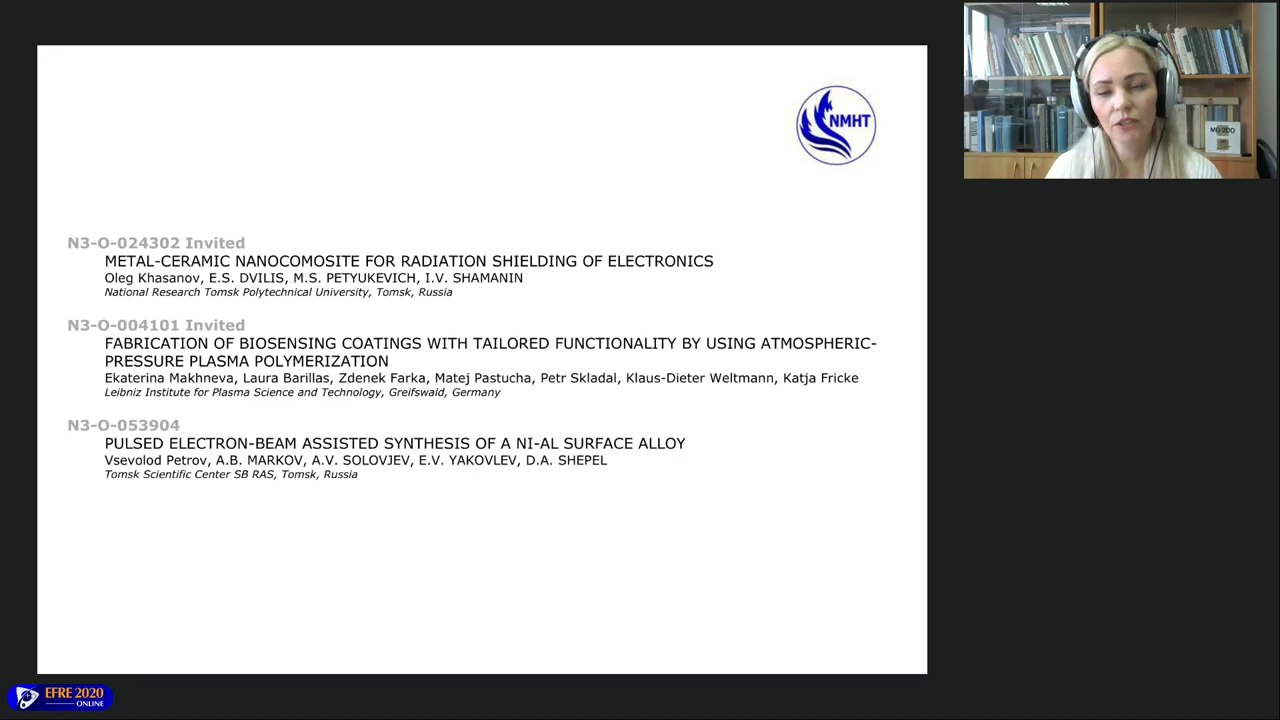 NMHT
N3-O-024302 Invited
METAL-CERAMIC NANOCOMOSITE FOR RADIATION SHIELDING OF ELECTRONICS
Oleg Khasanov, E.S. DVILIS, M.S. PETYUKEVICH, I.V. SHAMANIN
National Research Tomsk Polytechnical University, Tomsk, Russia
N3-O-004101 Invited
FABRICATION OF BIOSENSING COATINGS WITH TAILORED FUNCTIONALITY BY USING ATMOSPHERIC-
PRESSURE PLASMA POLYMERIZATION
Ekaterina Makhneva, Laura Barillas, Zdenek Farka, Matej Pastucha, Petr Skladal, Klaus-Dieter Weltmann, Katja Fricke
Leibniz Institute for Plasma Science and Technology, Greifswald, Germany
N3-O-053904
PULSED ELECTRON-BEAM ASSISTED SYNTHESIS OF A NI-AL SURFACE ALLOY
Vsevolod Petrov, A.B. MARKOV, A.V. SOLOVJEV, E.V. YAKOVLEV, D.A. SHEPEL
Tomsk Scientific Center SB RAS, Tomsk, Russia
EFRE 2020
ONLINE